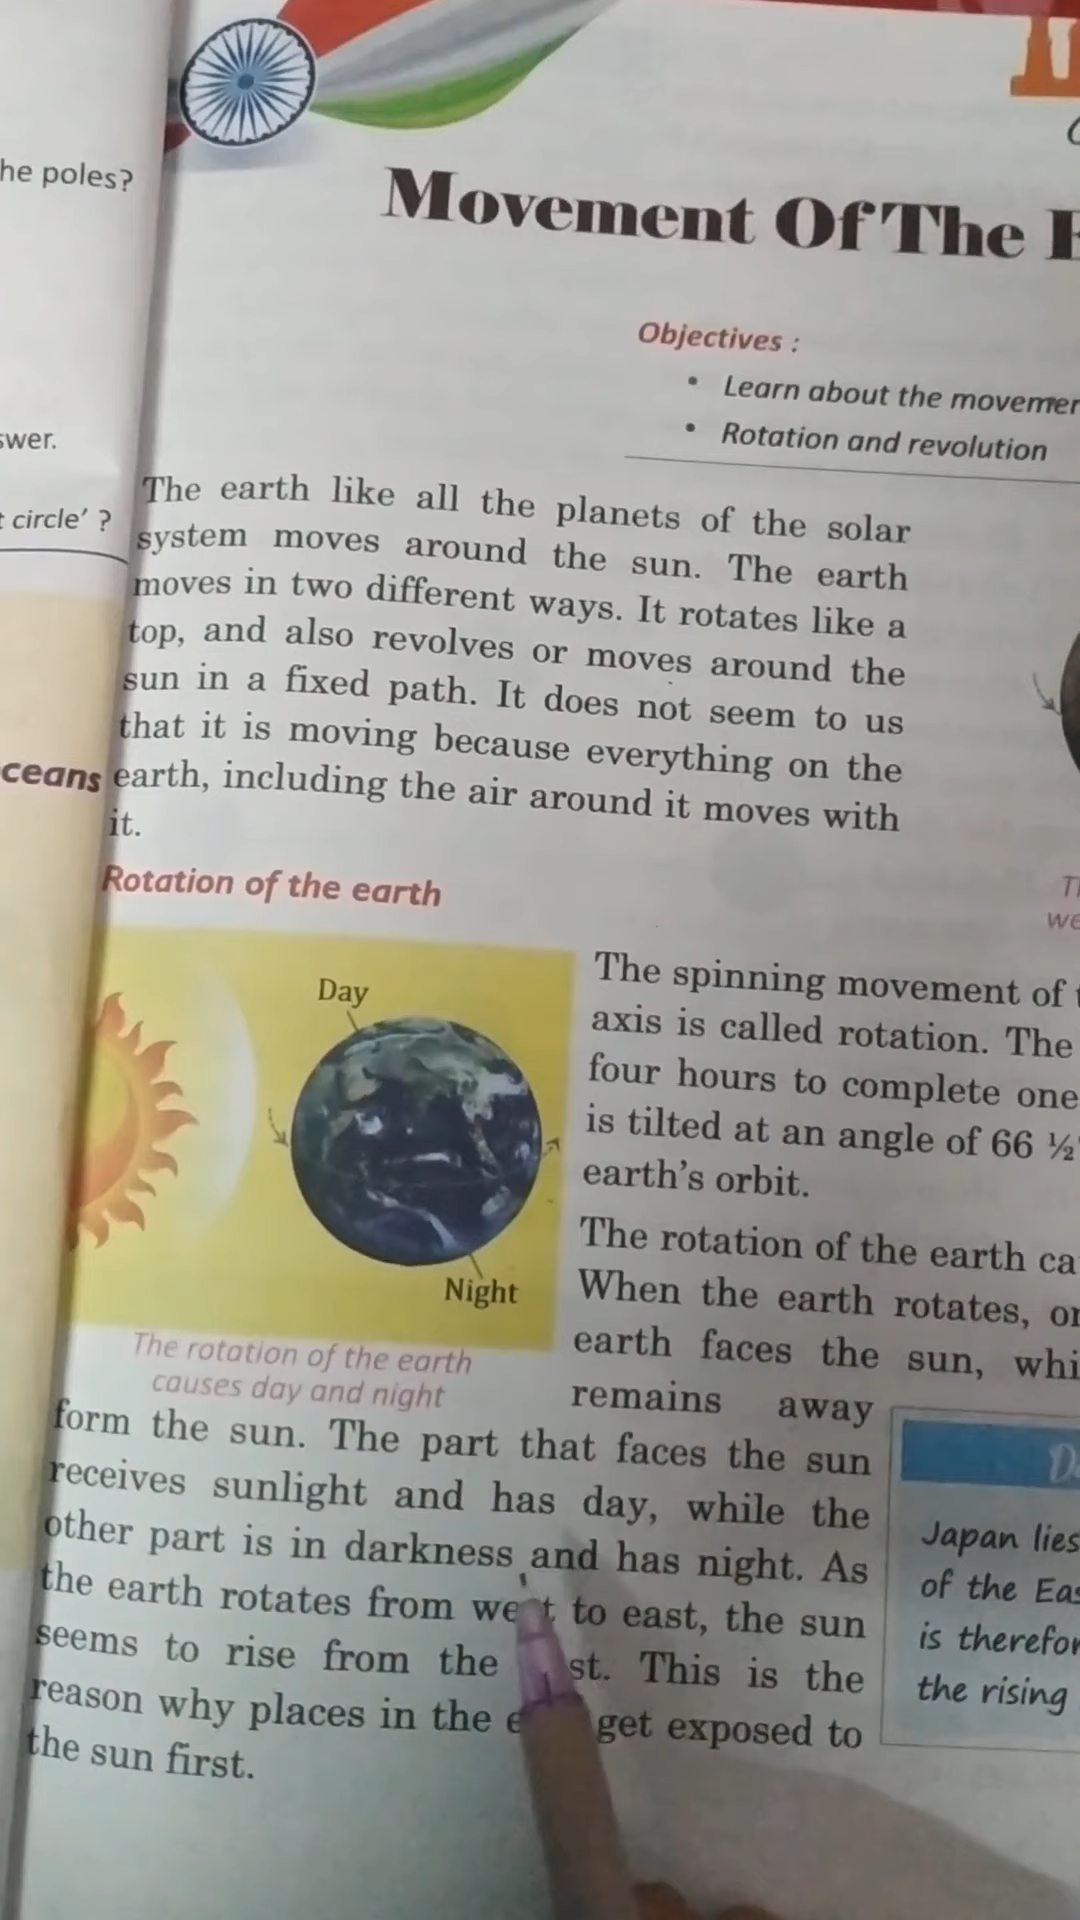 he poles?
swer.
circle' ?
ceans
Movement Of The
Objectives :
• Learn about the
• Rotation and revolution
The earth like all the planets of the solar
system moves around the sun. The earth
moves in two different ways. It rotates like a
top, and also revolves or moves around the
sun in a fixed path. It does not seem to us
that it is moving because everything on the
earth, including the air around it moves with
it.
Rotation of the earth
Day
Night
The rotation of the earth
causes day and night
The spinning movement of
axis is called rotation. The
four hours to complete one
is tilted at an angle of 66 ½
earth's orbit.
The rotation of the earth
When the earth rotates,
earth faces the sun,
remains away
form the sun. The part that faces the sun
receives sunlight and has day, while the
other part is in darkness and has night. As
the earth rotates from to east, the sun
seems to rise from the This is the
reason why places in the get exposed to
the sun first.
Japan lies
of the
is
the rising